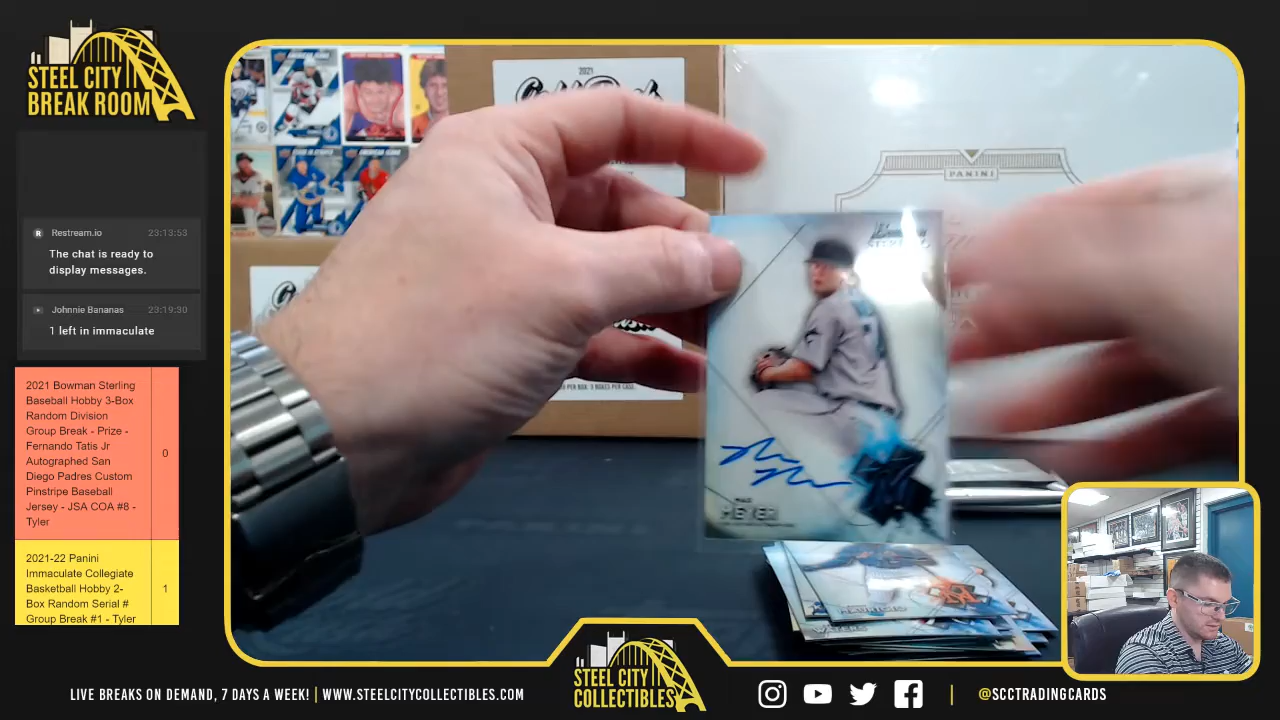 STEEL CITY
BREAK ROOM
Restream.io 23:13:53
The chat is ready to
display messages.
Johnnie Bananas 23:19:30
1 left in immaculate
2021 Bowman Sterling
Baseball Hobby 3-Box
Random Division
Group Break - Prize -
Fernando Tatis Jr
Autographed San
Diego Padres Custom
Pinstripe Baseball
Jersey - JSA COA #8 -
Tyler
0
2021-22 Panini
Immaculate Collegiate
Basketball Hobby 2-
Box Random Serial #
Group Break #1 - Tyler
1
2021
PANINI
MEYER
STEEL CITY
COLLECTIBLES
LIVE BREAKS ON DEMAND, 7 DAYS A WEEK! | WWW.STEELCITYCOLLECTIBLES.COM
| @SCCTRADINGCARDS